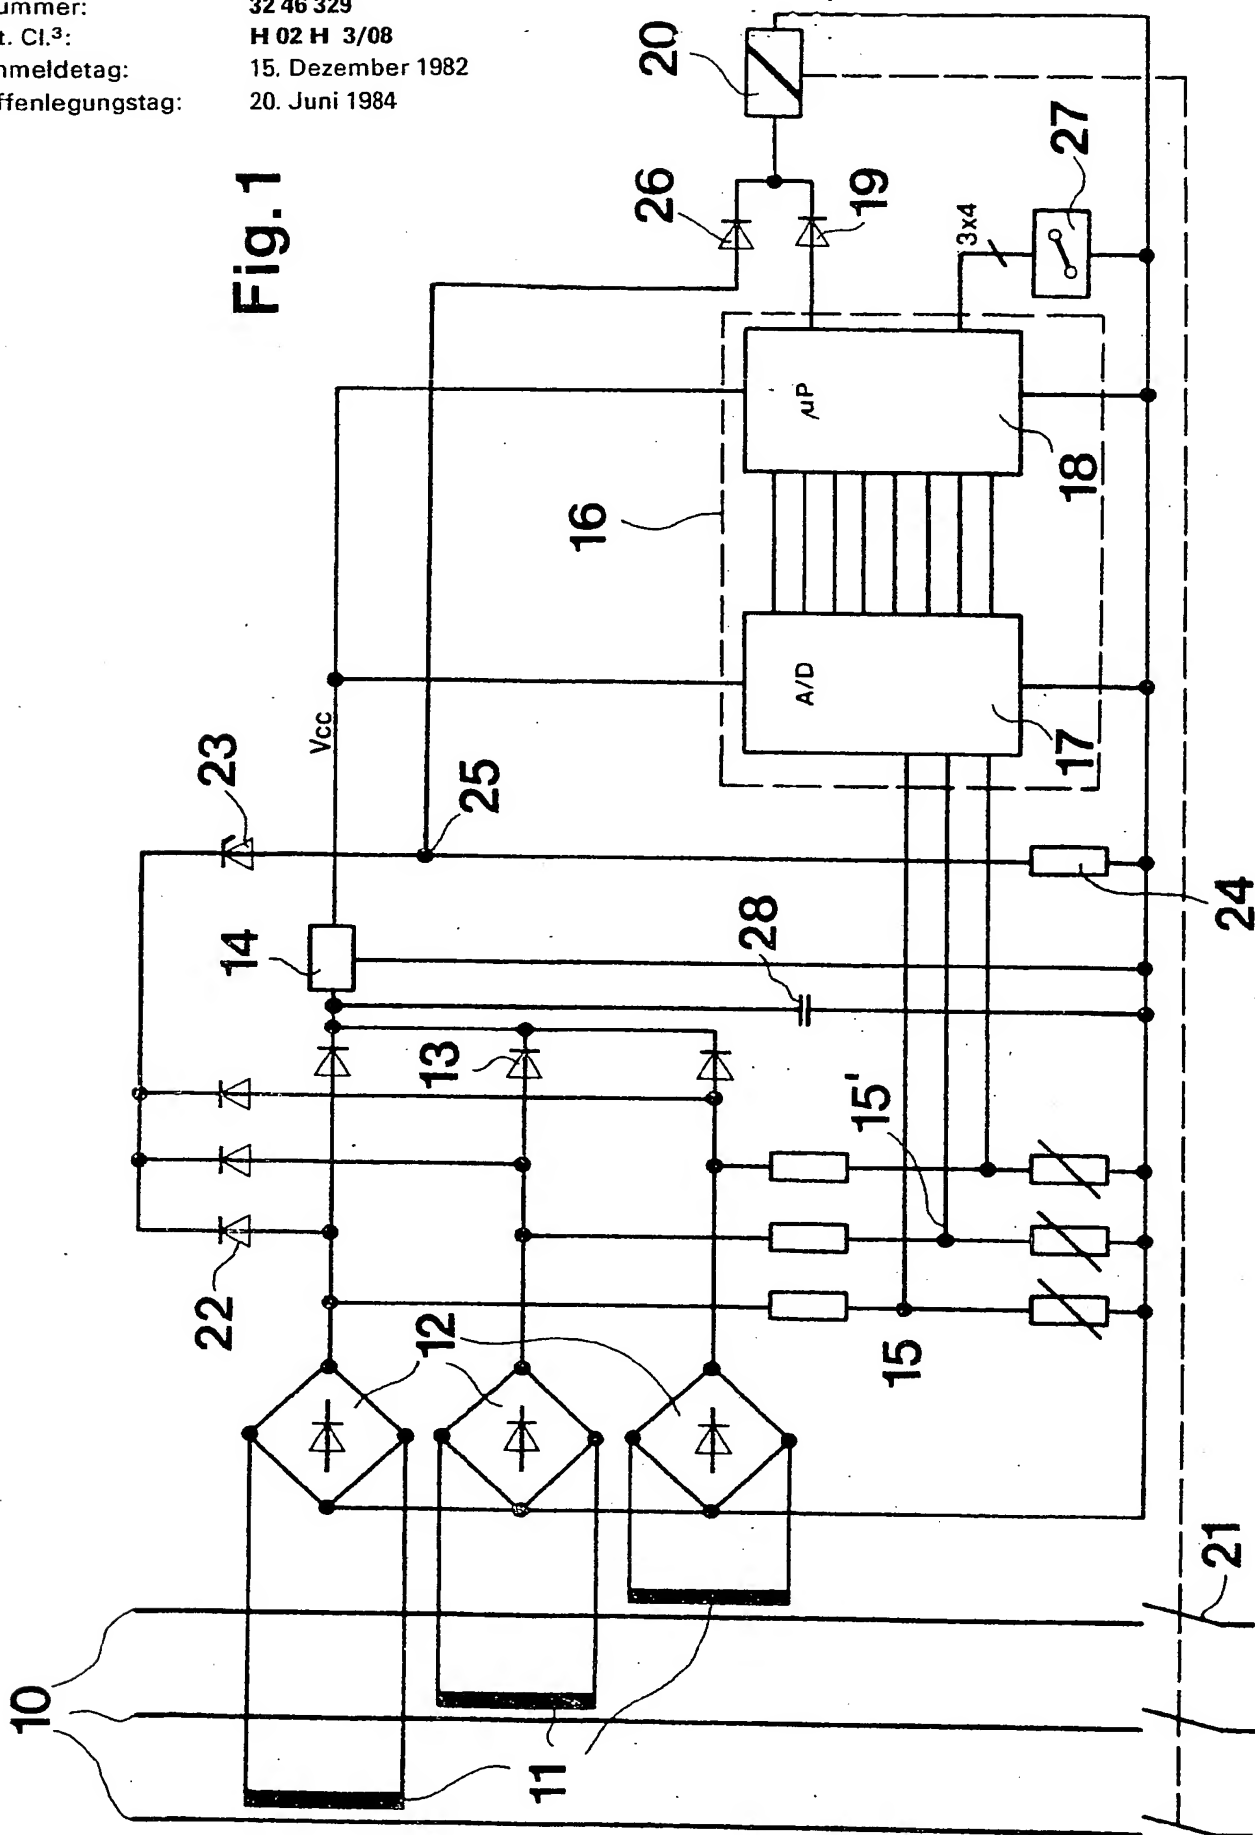 ummer:
32 46 329
t. Cl.³:
H 02 H 3/08
nmeldetag:
15. Dezember 1982
ffenlegungstag:
20. Juni 1984
Fig. 1
20
26
19
27
3x4
µP
18
16
A/D
17
Vcc
23
25
24
14
28
13
15'
15
22
12
11
10
21